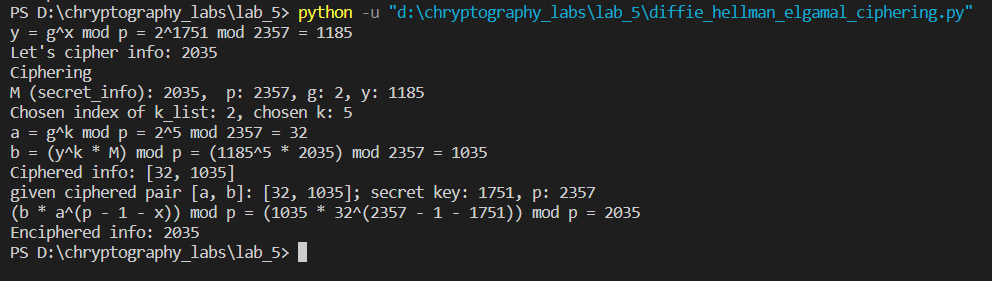 PS D:\chryptography_labs\lab_5> python -u "d:\chryptography_labs\lab_5\diffie_hellman_elgamal_ciphering.py"
y = g^x mod p = 2^1751 mod 2357 = 1185
Let's cipher info: 2035
Ciphering
M (secret_info): 2035,  p: 2357, g: 2, y: 1185
Chosen index of k_list: 2, chosen k: 5
a = g^k mod p = 2^5 mod 2357 = 32
b = (y^k * M) mod p = (1185^5 * 2035) mod 2357 = 1035
Ciphered info: [32, 1035]
given ciphered pair [a, b]: [32, 1035]; secret key: 1751, p: 2357
(b * a^(p - 1 - x)) mod p = (1035 * 32^(2357 - 1 - 1751)) mod p = 2035
Enciphered info: 2035
PS D:\chryptography_labs\lab_5>